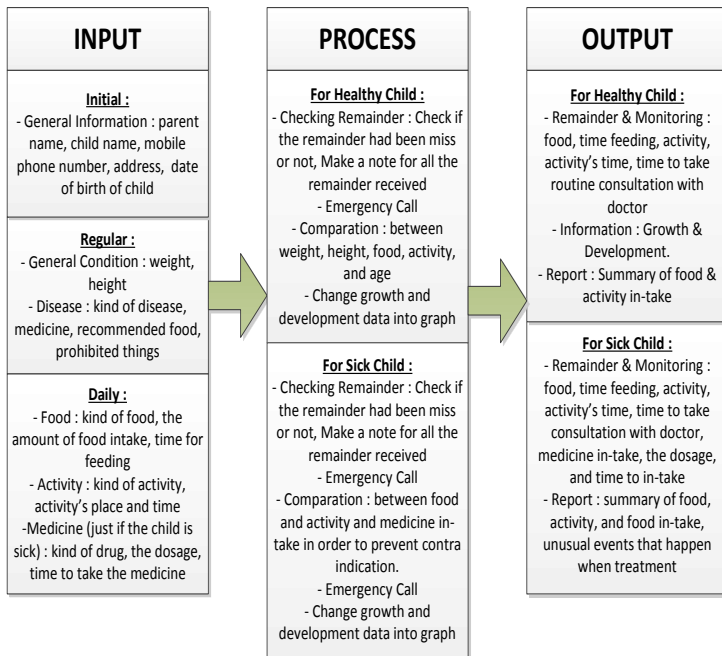 INPUT
Initial :
- General Information : parent
name, child name, mobile
phone number, address, date
of birth of child
Regular :
- General Condition : weight,
height
- Disease : kind of disease,
medicine, recommended food,
prohibited things
Daily :
- Food : kind of food, the
amount of food intake, time for
feeding
- Activity : kind of activity,
activity's place and time
-Medicine (just if the child is
sick) : kind of drug, the dosage,
time to take the medicine
PROCESS
For Healthy Child :
- Checking Remainder : Check if
the remainder had been miss
or not, Make a note for all the
remainder received
- Emergency Call
- Comparation : between
weight, height, food, activity,
and age
- Change growth and
development data into graph
For Sick Child :
- Checking Remainder : Check if
the remainder had been miss
or not, Make a note for all the
remainder received
- Emergency Call
- Comparation : between food
and activity and medicine in-
take in order to prevent contra
indication.
- Emergency Call
- Change growth and
development data into graph
OUTPUT
For Healthy Child :
- Remainder & Monitoring :
food, time feeding, activity,
activity's time, time to take
routine consultation with
doctor
- Information : Growth &
Development.
- Report : Summary of food &
activity in-take
For Sick Child :
- Remainder & Monitoring :
food, time feeding, activity,
activity's time, time to take
consultation with doctor,
medicine in-take, the dosage,
and time to in-take
- Report : summary of food,
activity, and food in-take,
unusual events that happen
when treatment